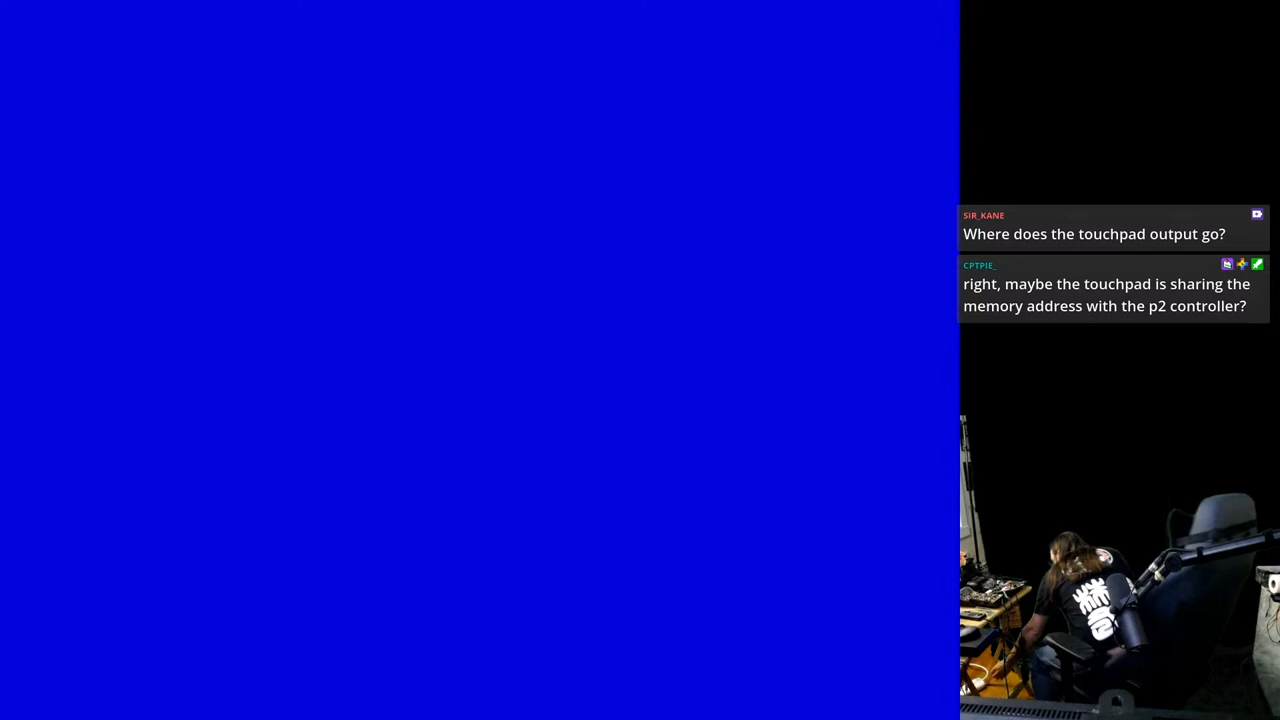 SIR_KANE
Where does the touchpad output go?
CPTPIE_
right, maybe the touchpad is sharing the
memory address with the p2 controller?